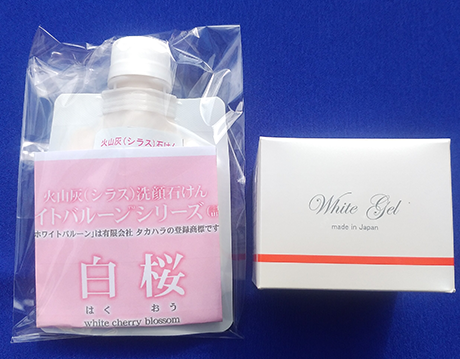 火山灰(シラス)石けん
火山灰(シラス)洗顔石けん
イトバルーン シリーズ
ホワイトバルーン」は有限会社 タカハラの登録商標です
白桜
はくおう
white cherry blossom
White Gel
made in Japan